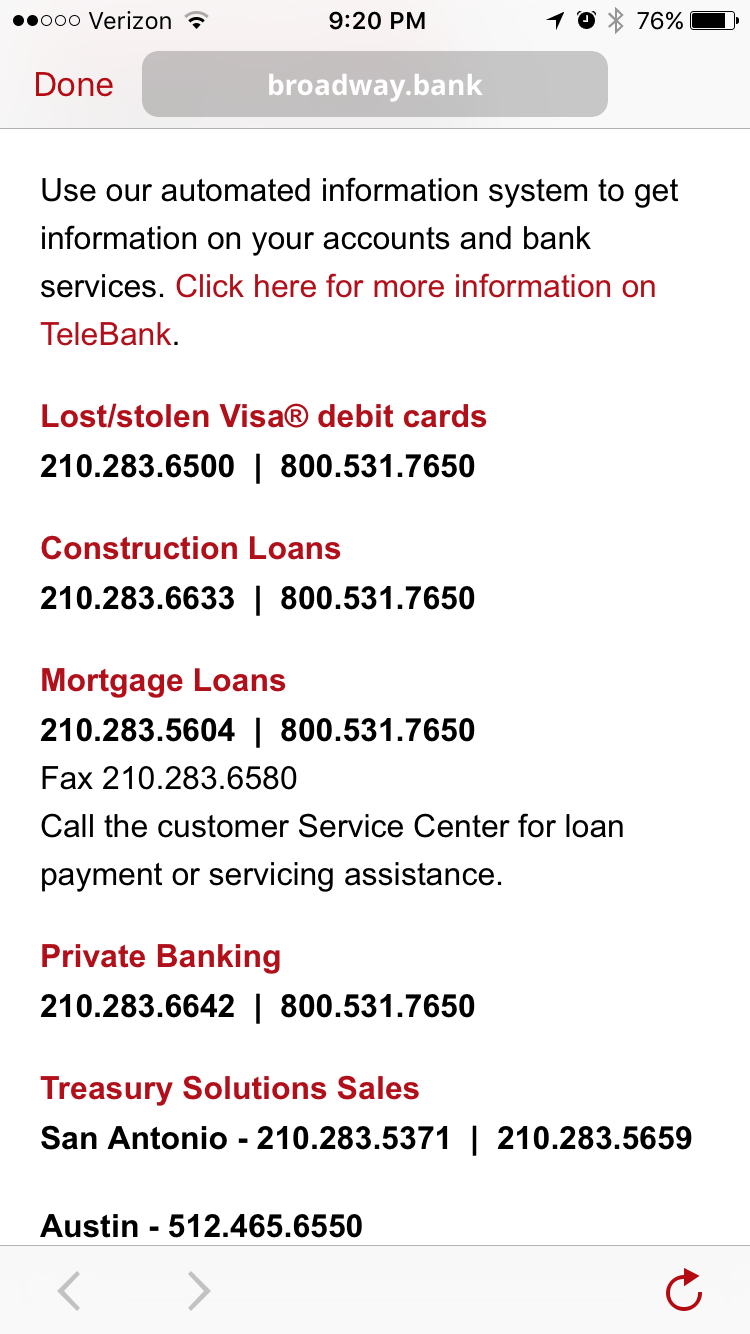 Verizon 9:20 PM 76%
Done broadway.bank
Use our automated information system to get
information on your accounts and bank
services. Click here for more information on
TeleBank.
Lost/stolen Visa® debit cards
210.283.6500 | 800.531.7650
Construction Loans
210.283.6633 | 800.531.7650
Mortgage Loans
210.283.5604 | 800.531.7650
Fax 210.283.6580
Call the customer Service Center for loan
payment or servicing assistance.
Private Banking
210.283.6642 | 800.531.7650
Treasury Solutions Sales
San Antonio - 210.283.5371 | 210.283.5659
Austin - 512.465.6550